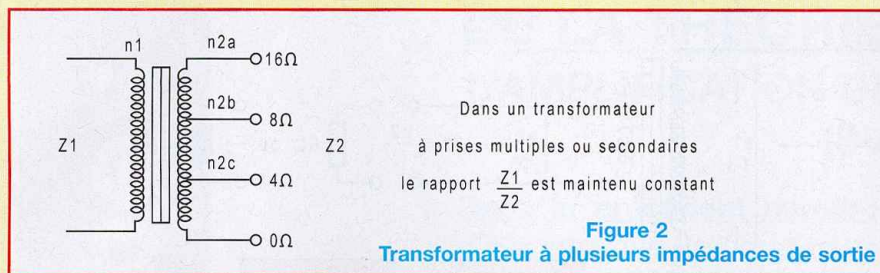 n1
n2a
16Ω
n2b
8Ω
Z1
Z2
n2c
4Ω
0Ω
Dans un transformateur
à prises multiples ou secondaires
le rapport Z1/Z2 est maintenu constant
Figure 2
Transformateur à plusieurs impédances de sortie